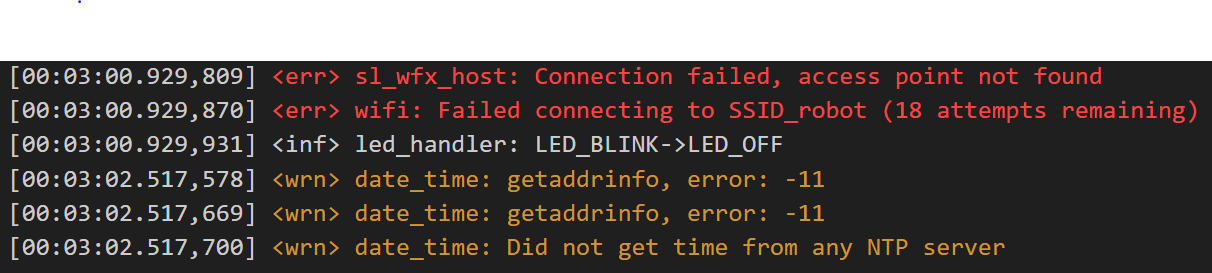 [00:03:00.929,809] <err> sl_wfx_host: Connection failed, access point not found
[00:03:00.929,870] <err> wifi: Failed connecting to SSID_robot (18 attempts remaining)
[00:03:00.929,931] <inf> led_handler: LED_BLINK->LED_OFF
[00:03:02.517,578] <wrn> date_time: getaddrinfo, error: -11
[00:03:02.517,669] <wrn> date_time: getaddrinfo, error: -11
[00:03:02.517,700] <wrn> date_time: Did not get time from any NTP server